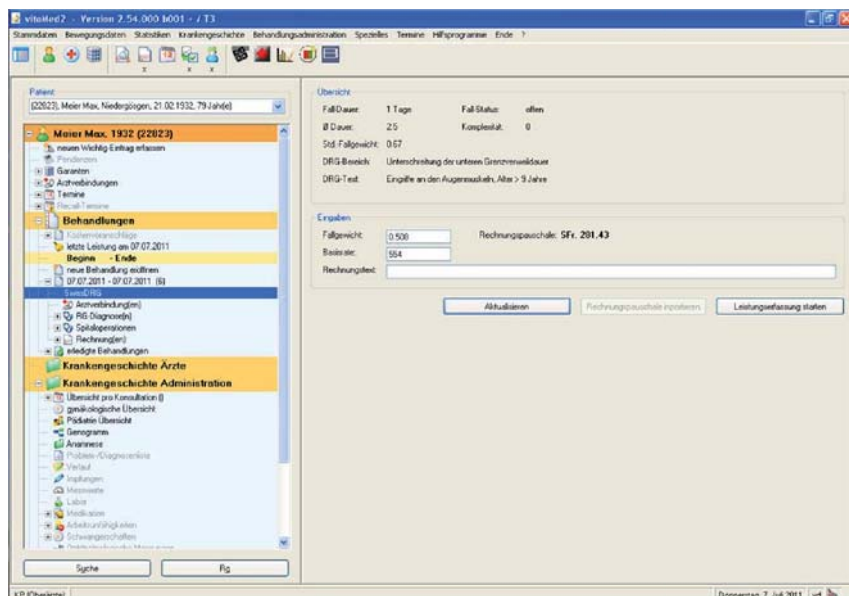 vitoMed2 - Version 2.54.000 b001 - / T3
Stammdaten Bewegungsdaten Statistiken Krankengeschichte Behandlungsadministration Spezielles Termine Hilfsprogramme Ende ?
x x x
Patient
(22023), Meier Max, Niedergösgen, 21.02.1932, 79 Jahr(e)
Meier Max, 1932 (22023)
neuen Wichtig-Eintrag erfassen
Pendenzen
Garanten
Arztverbindungen
Termine
Recall-Termine
Behandlungen
Kostenvoranschläge
letzte Leistung am 07.07.2011
Beginn - Ende
neue Behandlung eröffnen
07.07.2011 - 07.07.2011 (6)
SwissDRG
Arztverbindung(en)
RG-Diagnose(n)
Spitaloperationen
Rechnung(en)
erledigte Behandlungen
Krankengeschichte Ärzte
Krankengeschichte Administration
Übersicht pro Konsultation ()
gynäkologische Übersicht
Pädiatrie Übersicht
Genogramm
Anamnese
Problem-/Diagnosenliste
Verlauf
Impfungen
Messwerte
Labor
Medikation
Arbeitsunfähigkeiten
Schwangerschaften
Suche
Übersicht
Fall-Dauer: 1 Tage Fall-Status: offen
Ø Dauer: 2.5 Komplexität: 0
Std. Fallgewicht: 0.67
DRG-Bereich: Unterschreitung der unteren Grenzverweildauer
DRG-Text: Eingriffe an den Augenmuskeln, Alter > 9 Jahre
Eingaben
Fallgewicht: 0.508 Rechnungspauschale: SFr. 281.43
Basisrate: 554
Rechnungstext:
Aktualisieren Rechnungspauschale importieren Leistungserfassung starten
KP (Oberärzte) Donnerstag, 7. Juli 2011 vd